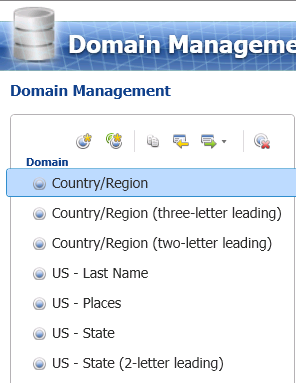 Domain Manageme
Domain Management
Domain
Country/Region
Country/Region (three-letter leading)
Country/Region (two-letter leading)
US - Last Name
US - Places
US - State
US - State (2-letter leading)